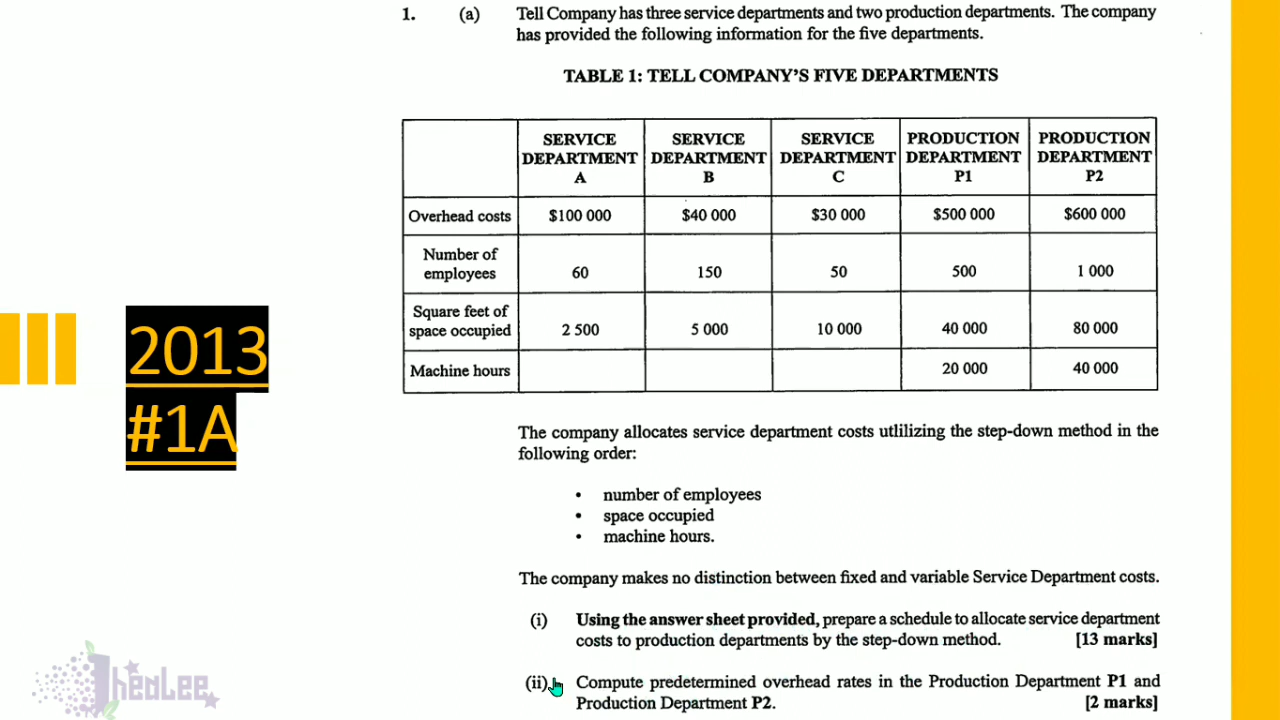 1. (a) Tell Company has three service departments and two production departments. The company
has provided the following information for the five departments.
TABLE 1: TELL COMPANY'S FIVE DEPARTMENTS
SERVICE DEPARTMENT A SERVICE DEPARTMENT B SERVICE DEPARTMENT C PRODUCTION DEPARTMENT P1 PRODUCTION DEPARTMENT P2
Overhead costs $100 000 $40 000 $30 000 $500 000 $600 000
Number of employees 60 150 50 500 1 000
Square feet of space occupied 2 500 5 000 10 000 40 000 80 000
Machine hours 20 000 40 000
2013
#1A
The company allocates service department costs utlilizing the step-down method in the
following order:
• number of employees
• space occupied
• machine hours.
The company makes no distinction between fixed and variable Service Department costs.
(i) Using the answer sheet provided, prepare a schedule to allocate service department
costs to production departments by the step-down method. [13 marks]
(ii) Compute predetermined overhead rates in the Production Department P1 and
Production Department P2. [2 marks]
JheaLee